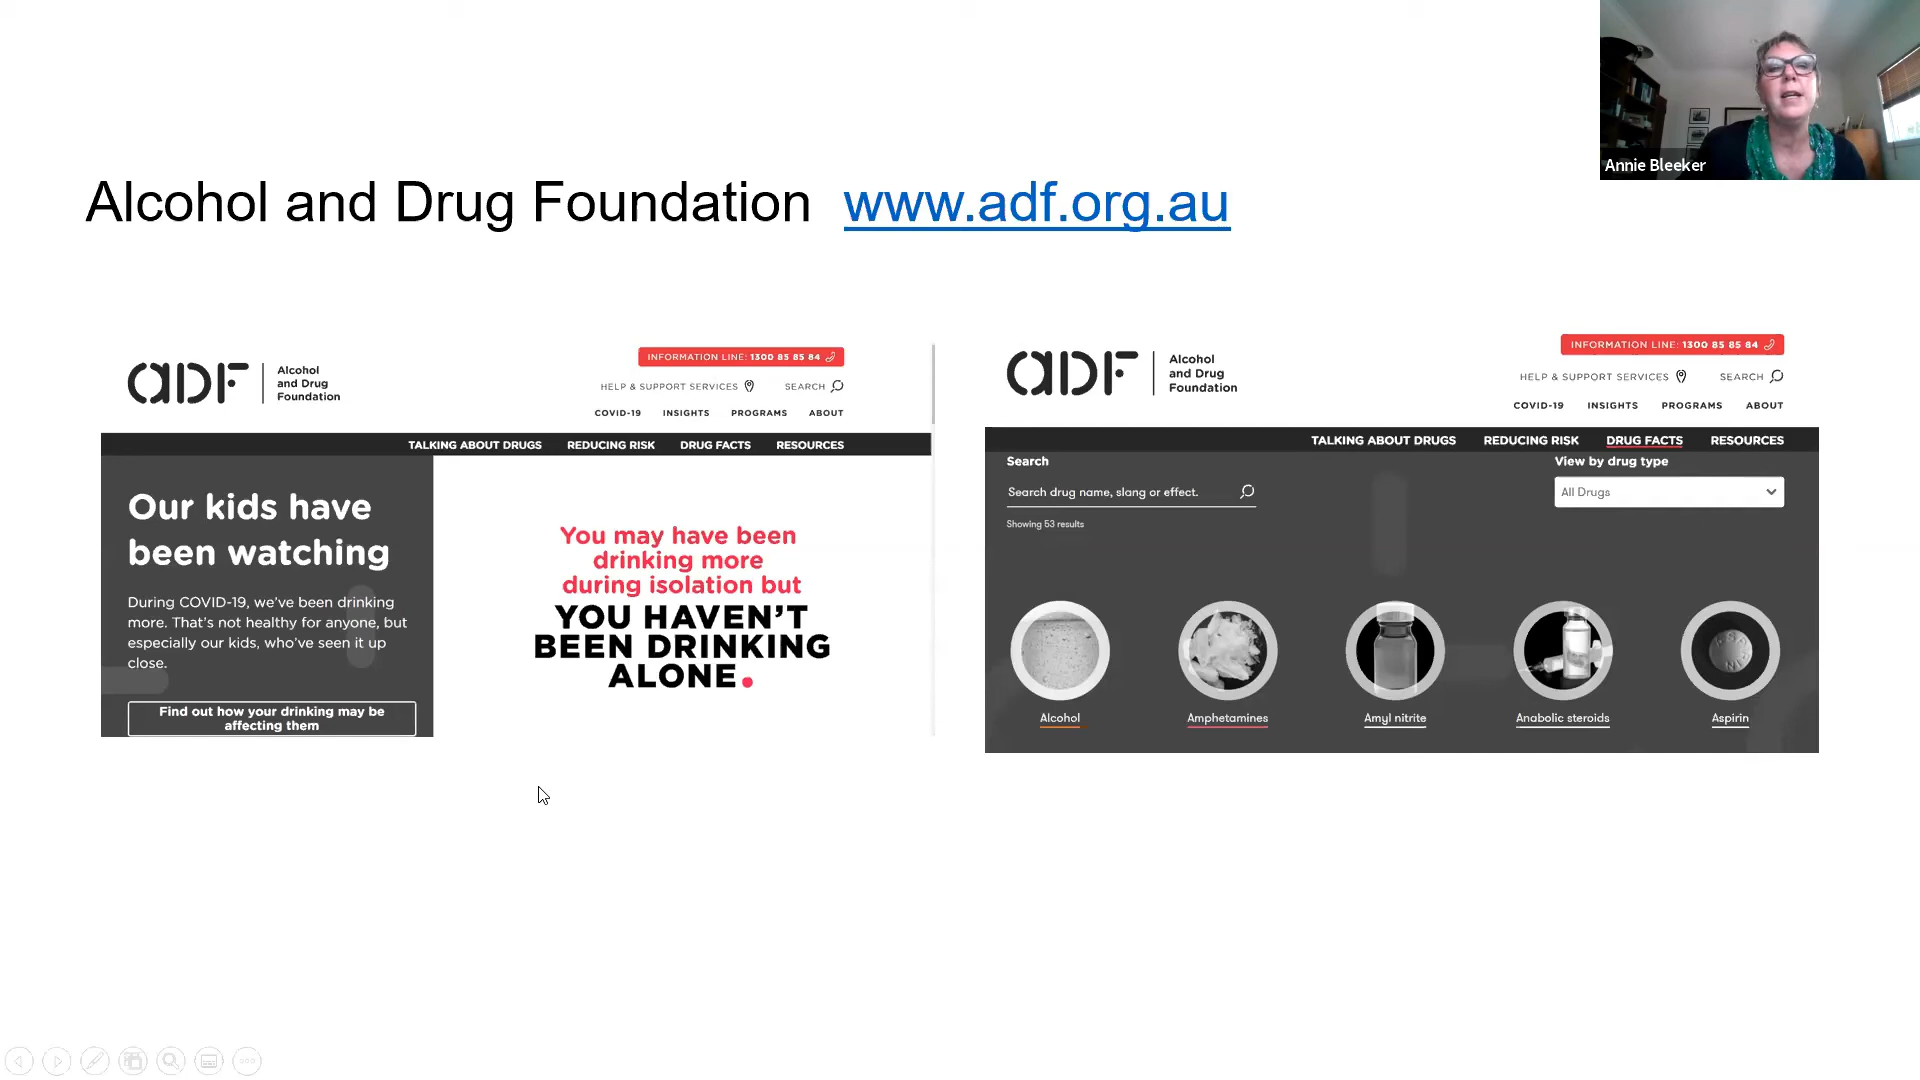 Annie Bleeker
Alcohol and Drug Foundation www.adf.org.au
INFORMATION LINE: 1300 85 85 84
aDF
Alcohol
and Drug
Foundation
HELP & SUPPORT SERVICES
SEARCH
COVID-19 INSIGHTS PROGRAMS ABOUT
TALKING ABOUT DRUGS REDUCING RISK DRUG FACTS RESOURCES
Our kids have
been watching
During COVID-19, we've been drinking
more. That's not healthy for anyone, but
especially our kids, who've seen it up
close.
Find out how your drinking may be
affecting them
You may have been
drinking more
during isolation but
YOU HAVEN'T
BEEN DRINKING
ALONE.
INFORMATION LINE: 1300 85 85 84
aDF
Alcohol
and Drug
Foundation
HELP & SUPPORT SERVICES
SEARCH
COVID-19 INSIGHTS PROGRAMS ABOUT
TALKING ABOUT DRUGS REDUCING RISK DRUG FACTS RESOURCES
Search
View by drug type
Search drug name, slang or effect.
All Drugs
Showing 53 results
Alcohol
Amphetamines
Amyl nitrite
Anabolic steroids
Aspirin